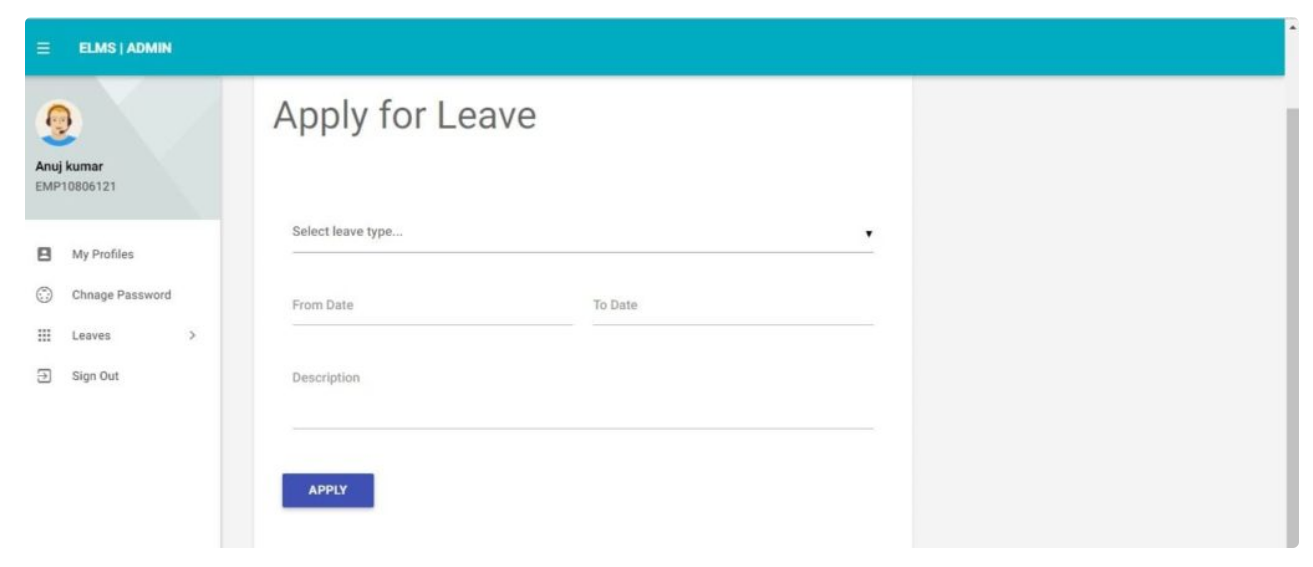 ELMS | ADMIN
Anuj kumar
EMP10806121
My Profiles
Chnage Password
Leaves
Sign Out
Apply for Leave
Select leave type...
From Date To Date
Description
APPLY